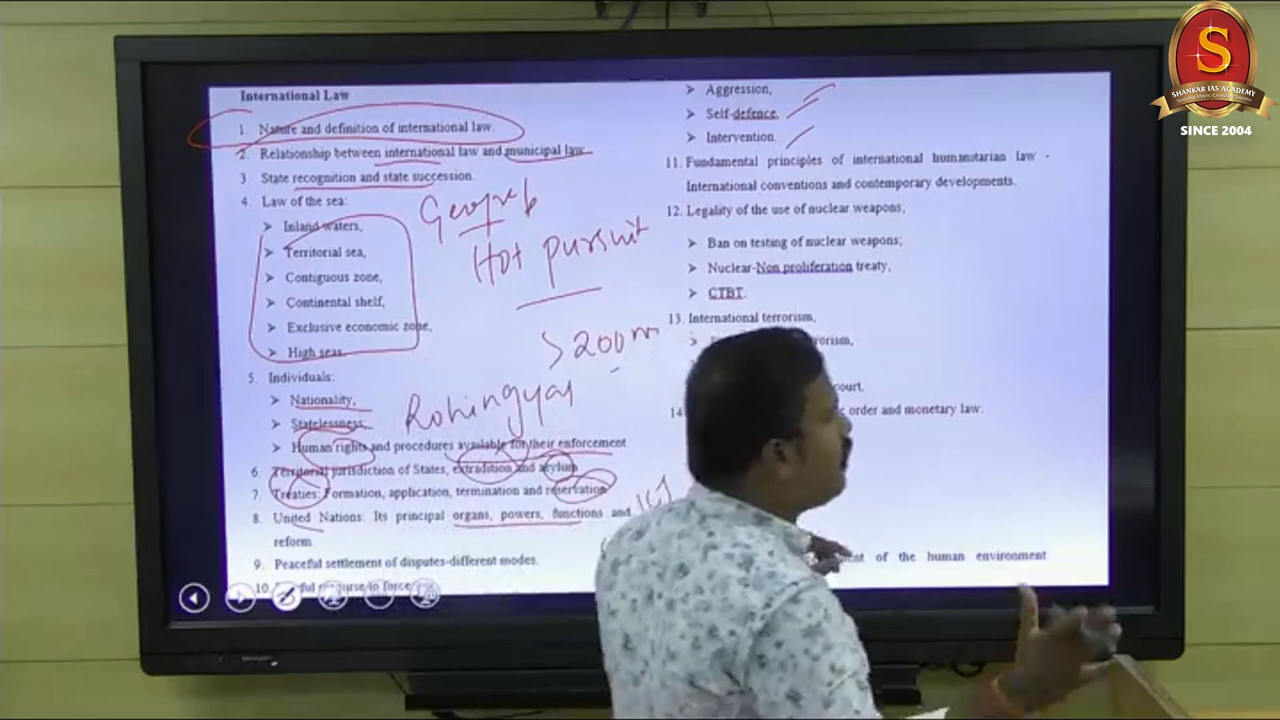 International Law
1. Nature and definition of international law.
2. Relationship between international law and municipal law
3. State recognition and state succession.
4. Law of the sea:
➤ Inland waters,
➤ Territorial sea,
➤ Contiguous zone,
➤ Continental shelf,
➤ Exclusive economic zone,
➤ High seas.
5. Individuals:
➤ Nationality,
➤ Statelessness;
➤ Human rights and procedures available for their enforcement
6. Territorial jurisdiction of States, extradition and asylum
7. Treaties: Formation, application, termination and reservation
8. United Nations: Its principal organs, powers, functions and
reform
9. Peaceful settlement of disputes-different modes.
10. to force
Hot pursuit
>200m
Rohingyas
ICJ
➤ Aggression,
➤ Self-defence,
➤ Intervention.
11. Fundamental principles of international humanitarian law -
International conventions and contemporary developments.
12. Legality of the use of nuclear weapons;
➤ Ban on testing of nuclear weapons;
➤ Nuclear-Non proliferation treaty,
➤ CTBT.
13. International terrorism,
court.
14 order and monetary law:
of the human environment
S
SHANKAR IAS ACADEMY
SINCE 2004